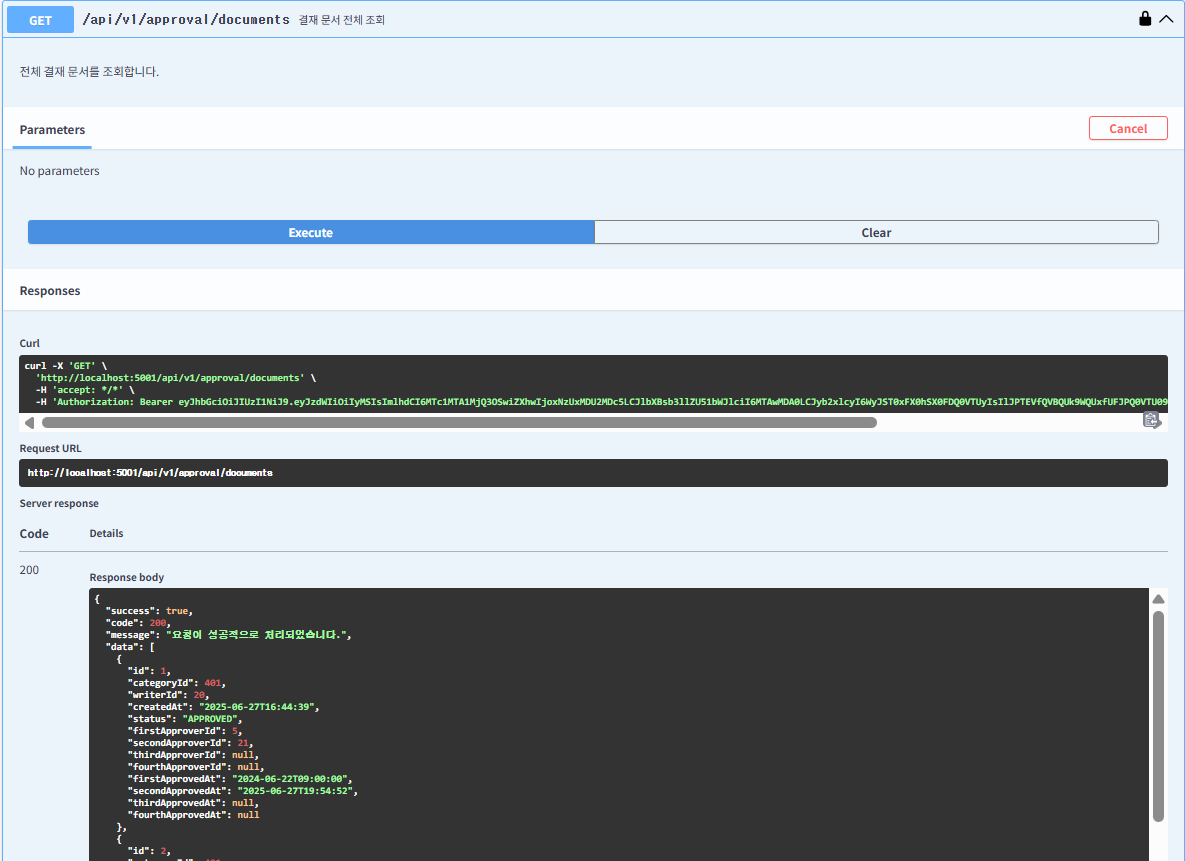 GET /api/v1/approval/documents 결재 문서 전체 조회
전체 결재 문서를 조회합니다.
Parameters
Cancel
No parameters
Execute
Clear
Responses
Curl
curl -X 'GET' \
'http://localhost:5001/api/v1/approval/documents' \
-H 'accept: */*' \
-H 'Authorization: Bearer
Request URL
http://localhost:5001/api/v1/approval/documents
Server response
Code Details
200
Response body
{
"success": true,
"code": 200,
"message": "요청이 성공적으로 처리되었습니다.",
"data": [
{
"id": 1,
"categoryId": 401,
"writerId": 20,
"createdAt": "2025-06-27T16:44:39",
"status": "APPROVED",
"firstApproverId": 5,
"secondApproverId": 21,
"thirdApproverId": null,
"fourthApproverId": null,
"firstApprovedAt": "2024-06-22T09:00:00",
"secondApprovedAt": "2025-06-27T19:54:52",
"thirdApprovedAt": null,
"fourthApprovedAt": null
},
{
"id": 2,